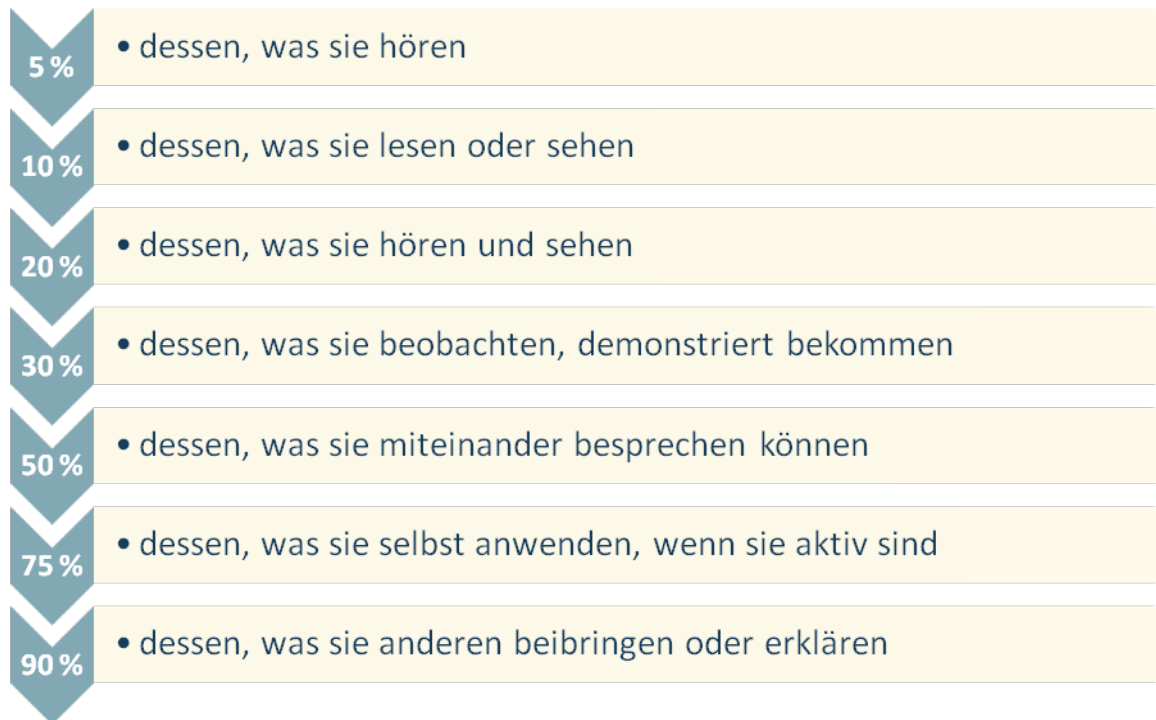 5 % • dessen, was sie hören
10 % • dessen, was sie lesen oder sehen
20 % • dessen, was sie hören und sehen
30 % • dessen, was sie beobachten, demonstriert bekommen
50 % • dessen, was sie miteinander besprechen können
75 % • dessen, was sie selbst anwenden, wenn sie aktiv sind
90 % • dessen, was sie anderen beibringen oder erklären